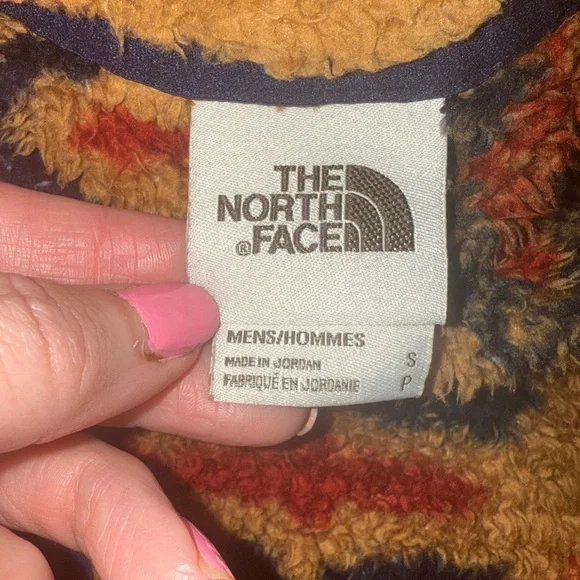 THE
NORTH
® FACE
MENS/HOMMES
MADE IN JORDAN S
FABRIQUÉ EN JORDANIE P